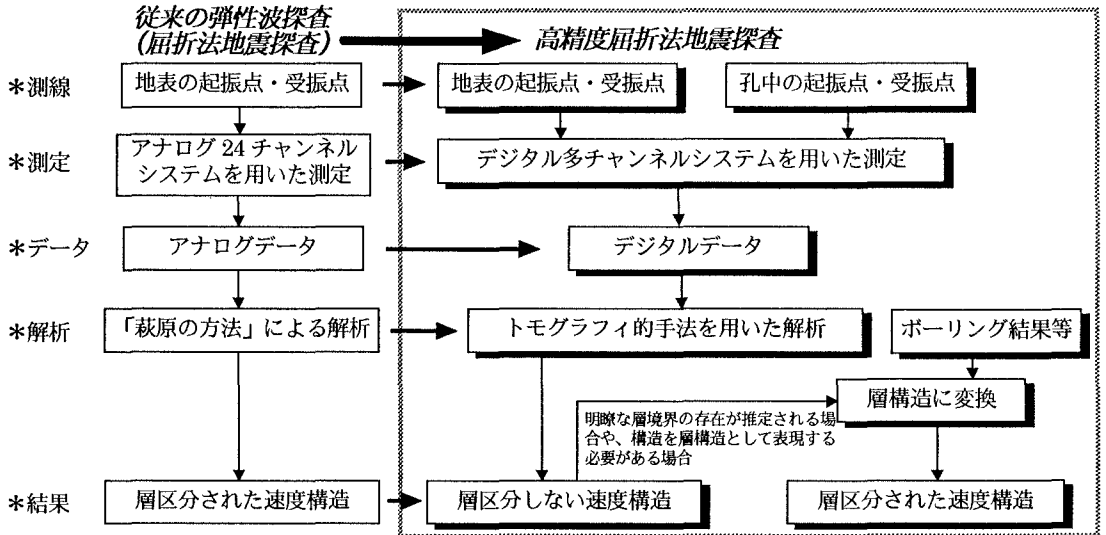 従来の弾性波探査
(屈折法地震探査)
高精度屈折法地震探査
*測線
地表の起振点・受振点
地表の起振点・受振点
孔中の起振点・受振点
*測定
アナログ 24 チャンネル
システムを用いた測定
デジタル多チャンネルシステムを用いた測定
*データ
アナログデータ
デジタルデータ
*解析
「萩原の方法」による解析
トモグラフィ的手法を用いた解析
ボーリング結果等
層構造に変換
明瞭な層境界の存在が推定される場
合や、構造を層構造として表現する
必要がある場合
*結果
層区分された速度構造
層区分しない速度構造
層区分された速度構造